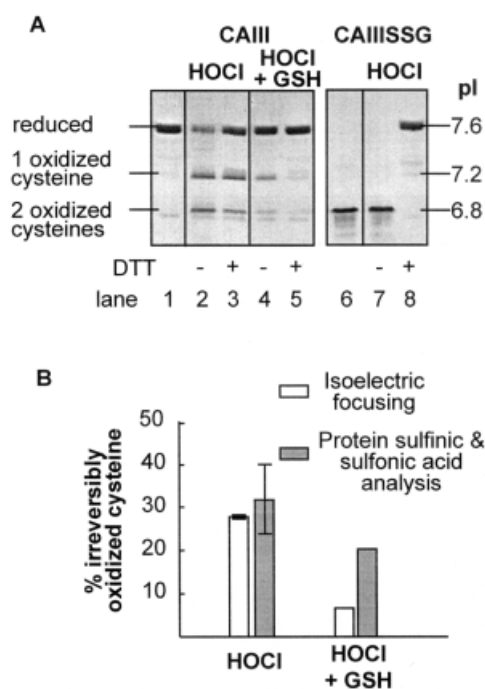 A
CAIII
CAIIISSG
HOCl
HOCl
+ GSH
HOCl
pI
reduced
7.6
1 oxidized
cysteine
7.2
2 oxidized
cysteines
6.8
DTT - + - + - +
lane 1 2 3 4 5 6 7 8
B
% irreversibly
oxidized cysteine
50
40
30
20
10
Isoelectric
focusing
Protein sulfinic &
sulfonic acid
analysis
HOCl
HOCl
+ GSH